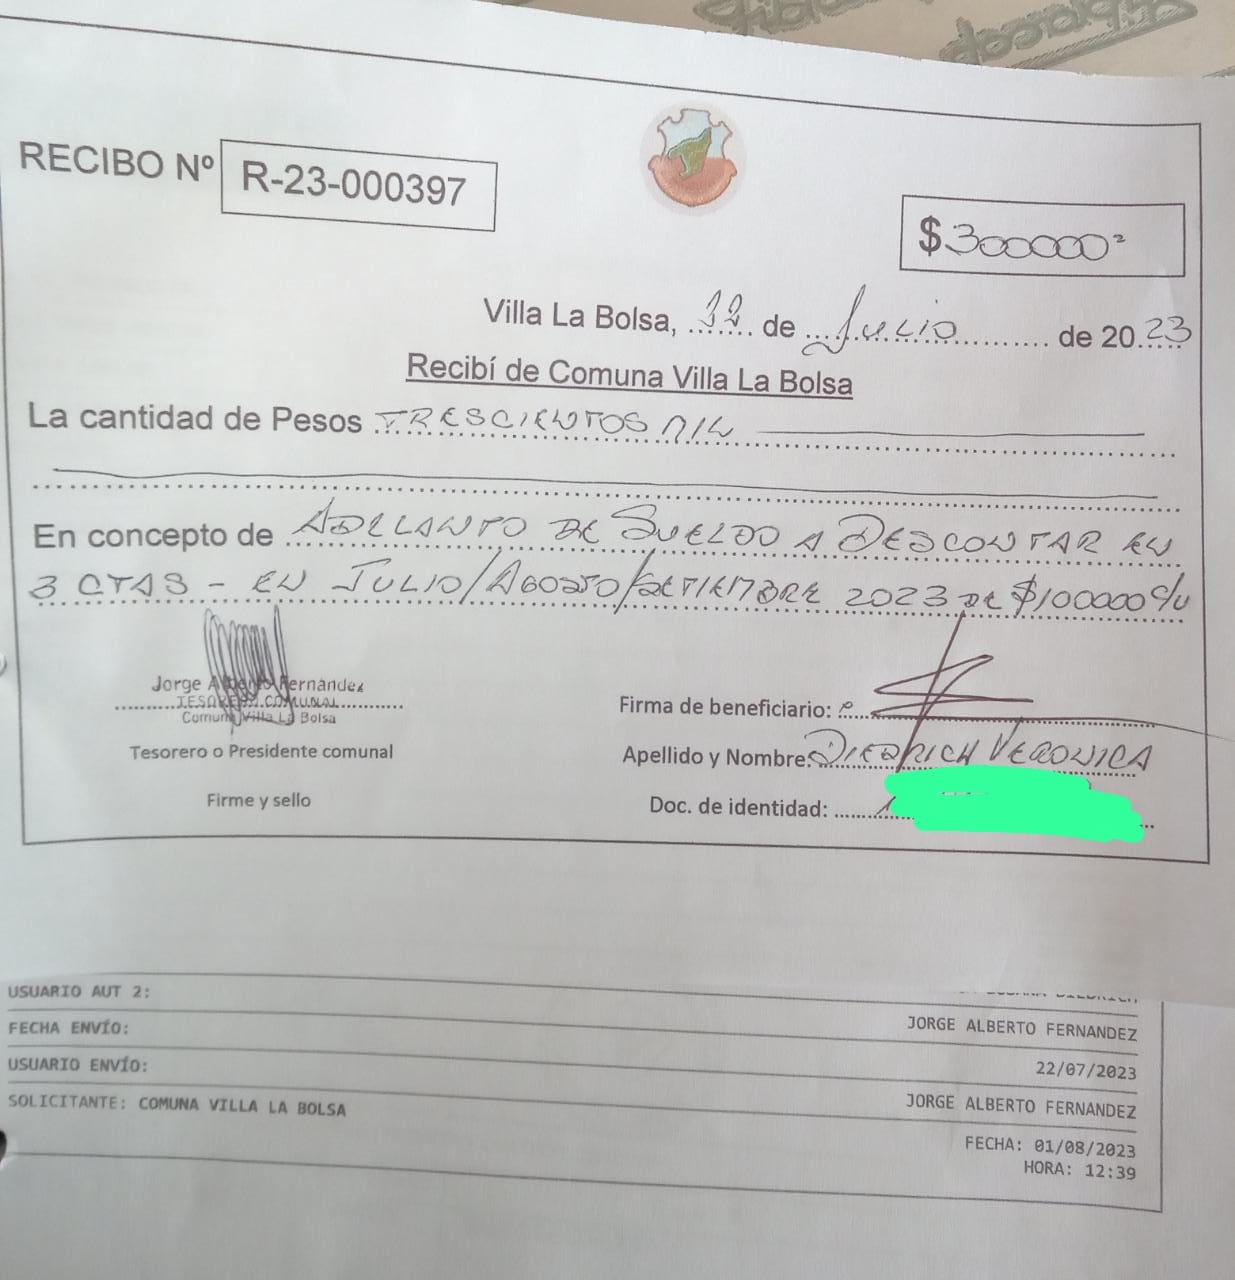 RECIBO Nº R-23-000397
$ 300000
Villa La Bolsa, de Julio de 2023
Recibí de Comuna Villa La Bolsa
La cantidad de Pesos TRESCIENTOS MIL
En concepto de ADELANTO DE SUELDO A DESCONTAR EN
3 CTAS - EN JULIO/AGOSTO/SETIEMBRE 2023 DE $100000 c/u
Jorge Alberto Fernández
TESORERO COMUNAL
Comuna Villa La Bolsa
Tesorero o Presidente comunal
Firme y sello
Firma de beneficiario:
Apellido y Nombre: DIEDRICH VERONICA
Doc. de identidad:
USUARIO AUT 2: DIEDRICH
FECHA ENVÍO: JORGE ALBERTO FERNANDEZ
USUARIO ENVÍO: 22/07/2023
SOLICITANTE: COMUNA VILLA LA BOLSA JORGE ALBERTO FERNANDEZ
FECHA: 01/08/2023
HORA: 12:39